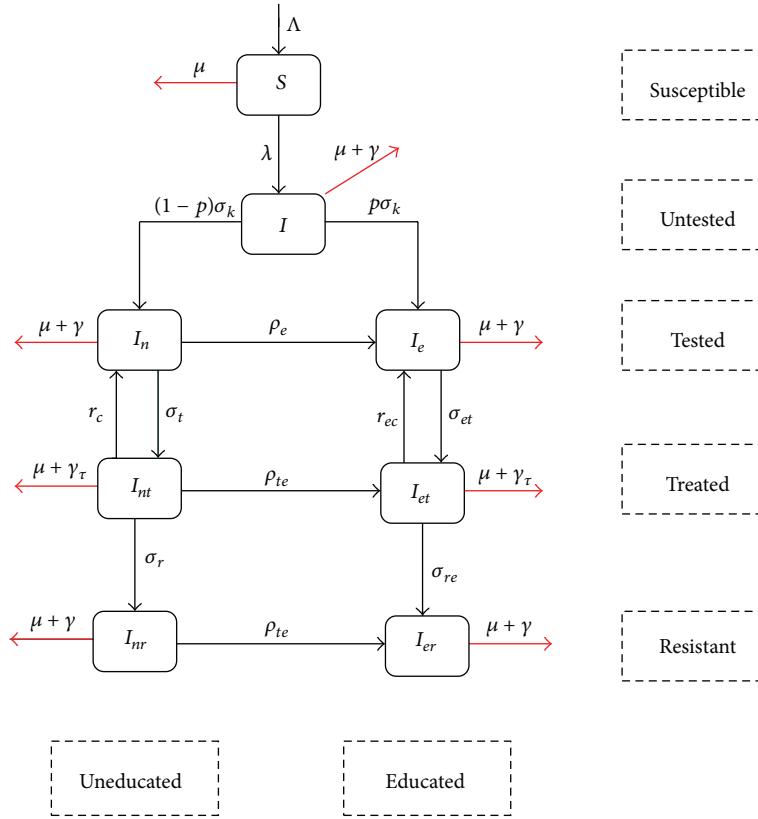 Λ
μ
S
Susceptible
λ
μ + γ
(1 − p)σ_k
I
pσ_k
Untested
μ + γ
I_n
ρ_e
I_e
μ + γ
Tested
r_c
σ_t
r_ec
σ_et
μ + γ_τ
I_nt
ρ_te
I_et
μ + γ_τ
Treated
σ_r
σ_re
μ + γ
I_nr
ρ_te
I_er
μ + γ
Resistant
Uneducated
Educated